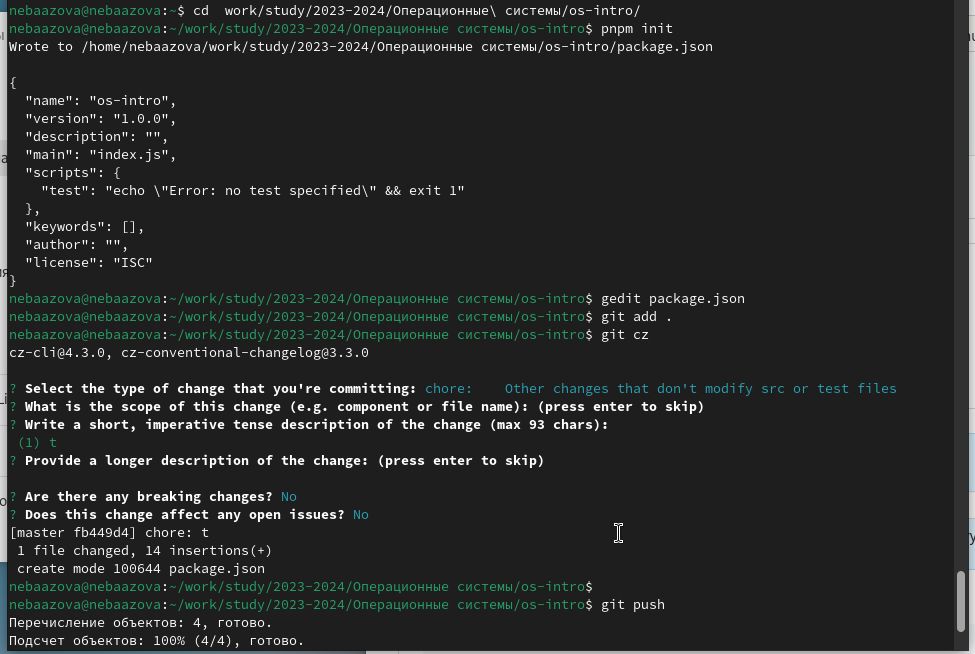 nebaazova@nebaazova:~$ cd  work/study/2023-2024/Операционные\ системы/os-intro/
nebaazova@nebaazova:~/work/study/2023-2024/Операционные системы/os-intro$ pnpm init
Wrote to /home/nebaazova/work/study/2023-2024/Операционные системы/os-intro/package.json
{
  "name": "os-intro",
  "version": "1.0.0",
  "description": "",
  "main": "index.js",
  "scripts": {
    "test": "echo \"Error: no test specified\" && exit 1"
  },
  "keywords": [],
  "author": "",
  "license": "ISC"
}
nebaazova@nebaazova:~/work/study/2023-2024/Операционные системы/os-intro$ gedit package.json
nebaazova@nebaazova:~/work/study/2023-2024/Операционные системы/os-intro$ git add .
nebaazova@nebaazova:~/work/study/2023-2024/Операционные системы/os-intro$ git cz
cz-cli@4.3.0, cz-conventional-changelog@3.3.0
? Select the type of change that you're committing: chore:    Other changes that don't modify src or test files
? What is the scope of this change (e.g. component or file name): (press enter to skip)
? Write a short, imperative tense description of the change (max 93 chars):
 (1) t
? Provide a longer description of the change: (press enter to skip)
? Are there any breaking changes? No
? Does this change affect any open issues? No
[master fb449d4] chore: t
 1 file changed, 14 insertions(+)
 create mode 100644 package.json
nebaazova@nebaazova:~/work/study/2023-2024/Операционные системы/os-intro$
nebaazova@nebaazova:~/work/study/2023-2024/Операционные системы/os-intro$ git push
Перечисление объектов: 4, готово.
Подсчет объектов: 100% (4/4), готово.